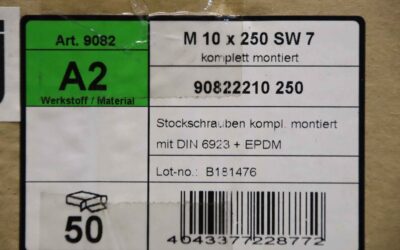 Art. 9082
A2
Werkstoff / Material
50
M 10 x 250 SW 7
komplett montiert
90822210 250
Stockschrauben kompl. montiert
mit DIN 6923 + EPDM
Lot-no.: B181476
4043377228772